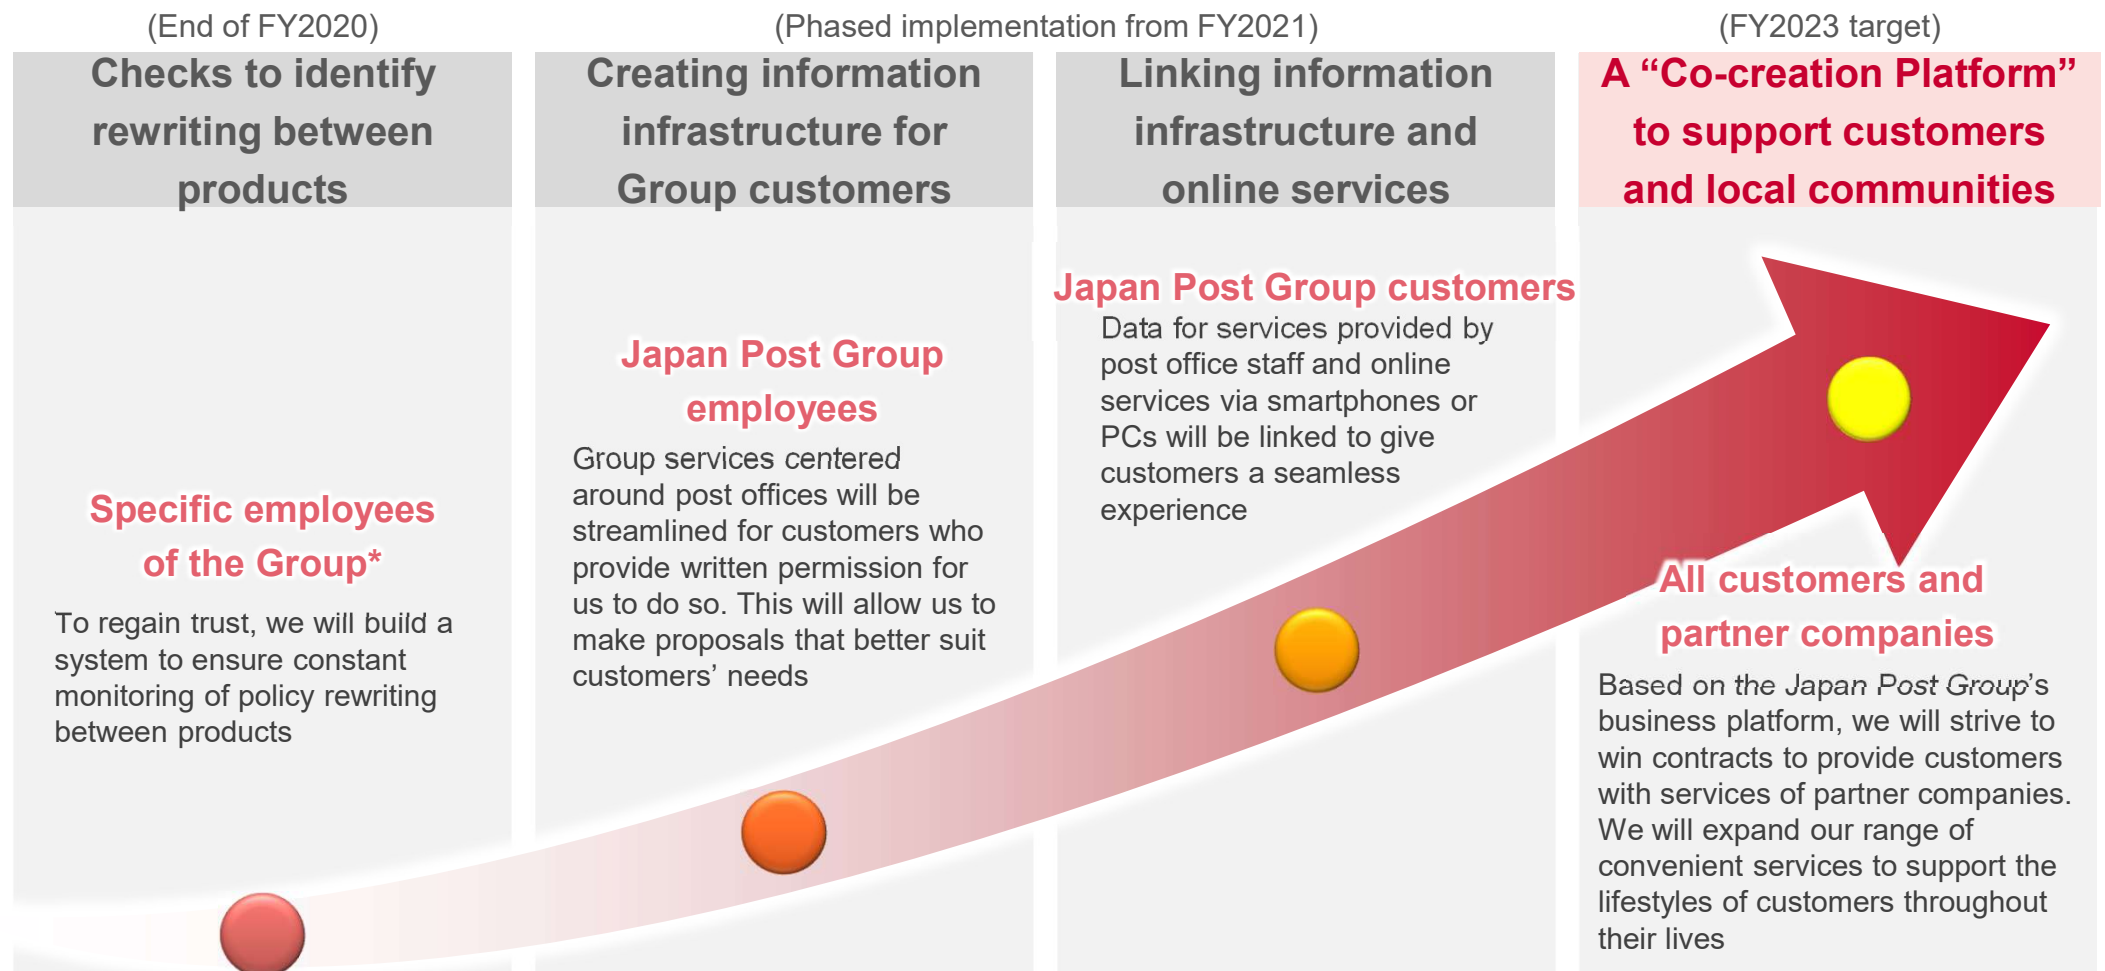 (End of FY2020)
Checks to identify
rewriting between
products
Specific employees
of the Group*
To regain trust, we will build a
system to ensure constant
monitoring of policy rewriting
between products
(Phased implementation from FY2021)
Creating information
infrastructure for
Group customers
Japan Post Group
employees
Group services centered
around post offices will be
streamlined for customers who
provide written permission for
us to do so. This will allow us to
make proposals that better suit
customers’ needs
Linking information
infrastructure and
online services
Japan Post Group customers
Data for services provided by
post office staff and online
services via smartphones or
PCs will be linked to give
customers a seamless
experience
(FY2023 target)
A “Co-creation Platform”
to support customers
and local communities
All customers and
partner companies
Based on the Japan Post Group’s
business platform, we will strive to
win contracts to provide customers
with services of partner companies.
We will expand our range of
convenient services to support the
lifestyles of customers throughout
their lives